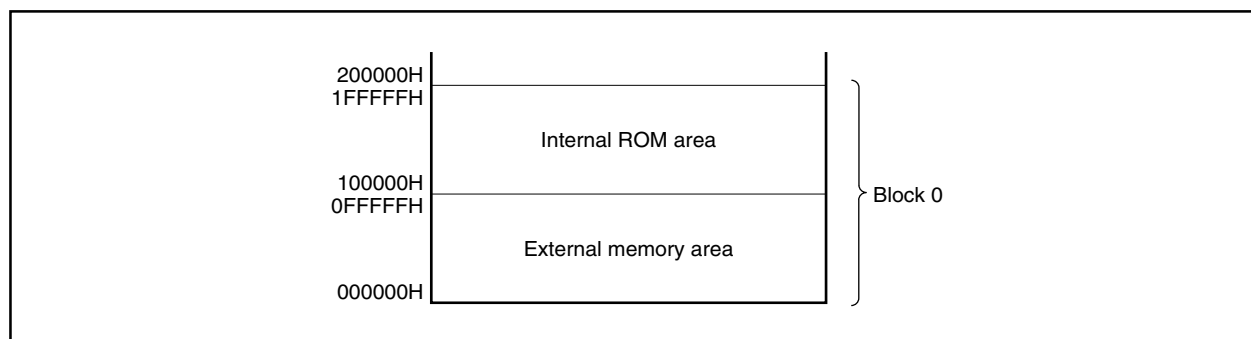 200000H
1FFFFFH
Internal ROM area
100000H
0FFFFFH
Block 0
External memory area
000000H